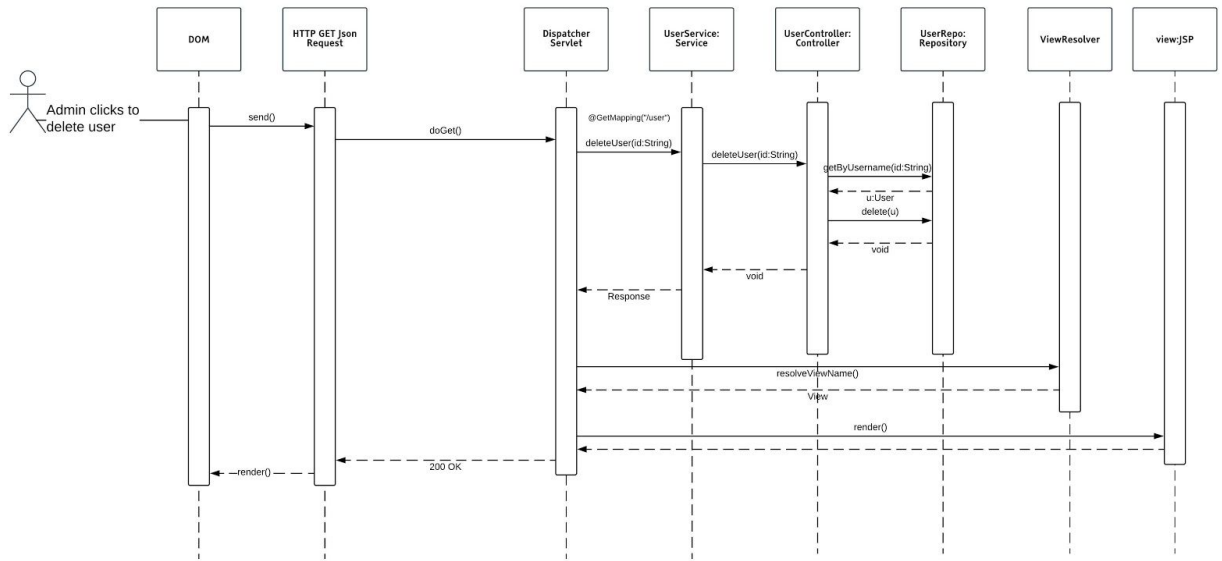 DOM
HTTP GET Json
Request
Dispatcher
Servlet
UserService:
Service
UserController:
Controller
UserRepo:
Repository
ViewResolver
view:JSP
Admin clicks to
delete user
send()
doGet()
@GetMapping("/user")
deleteUser(id:String)
deleteUser(id:String)
getByUsername(id:String)
u:User
delete(u)
void
void
Response
resolveViewName()
View
render()
200 OK
render()